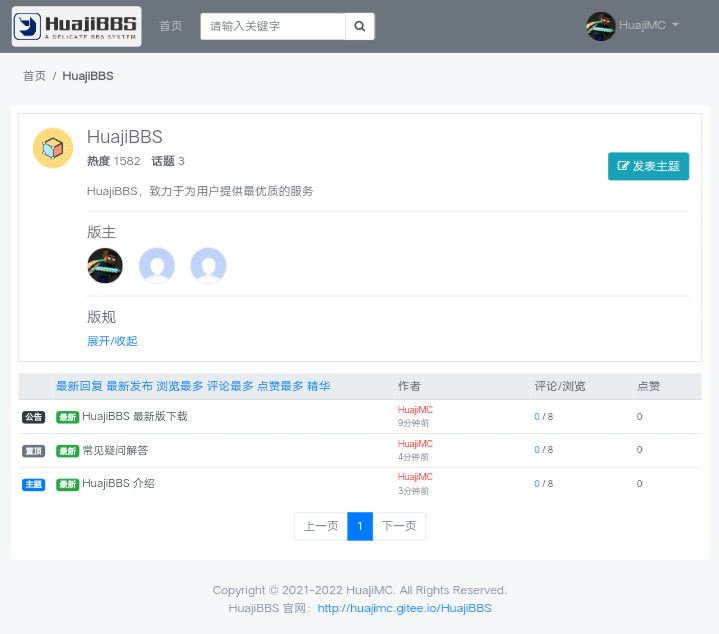 HuajiBBS
A DELICATE BBS SYSTEM
首页
请输入关键字
HuajiMC
首页 / HuajiBBS
HuajiBBS
热度 1582 话题 3
发表主题
HuajiBBS，致力于为用户提供最优质的服务
版主
版规
展开/收起
最新回复 最新发布 浏览最多 评论最多 点赞最多 精华 作者 评论/浏览 点赞
公告 最新 HuajiBBS 最新版下载 HuajiMC 0 / 8 0
9分钟前
置顶 最新 常见疑问解答 HuajiMC 0 / 8 0
4分钟前
主题 最新 HuajiBBS 介绍 HuajiMC 0 / 8 0
3分钟前
上一页 1 下一页
Copyright © 2021-2022 HuajiMC. All Rights Reserved.
HuajiBBS 官网：http://huajimc.gitee.io/HuajiBBS